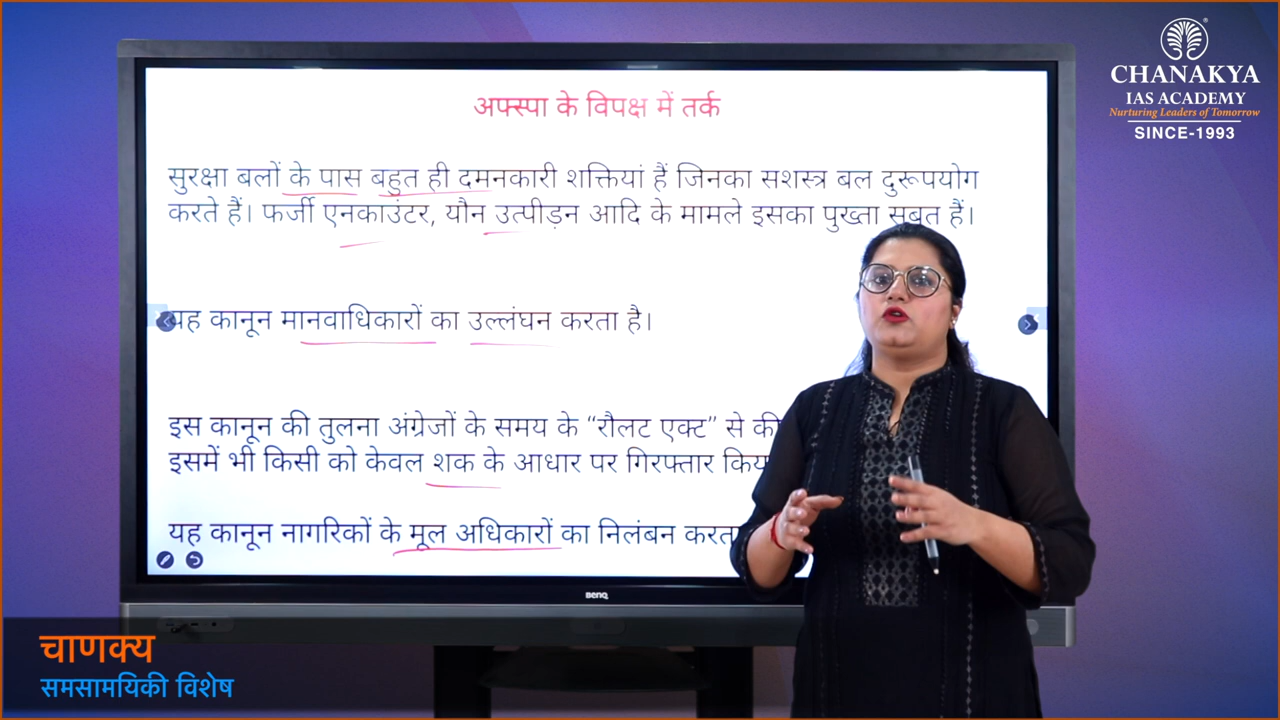 CHANAKYA
IAS ACADEMY
Nurturing Leaders of Tomorrow
SINCE-1993
अफ्स्पा के विपक्ष में तर्क
सुरक्षा बलों के पास बहुत ही दमनकारी शक्तियां हैं जिनका सशस्त्र बल दुरूपयोग
करते हैं। फर्जी एनकाउंटर, यौन उत्पीड़न आदि के मामले इसका पुख्ता सबूत हैं।
यह कानून मानवाधिकारों का उल्लंघन करता है।
इस कानून की तुलना अंग्रेजों के समय के “रौलट एक्ट” से की
इसमें भी किसी को केवल शक के आधार पर गिरफ्तार
यह कानून नागरिकों के मूल अधिकारों का निलंबन
BenQ
चाणक्य
समसामयिकी विशेष